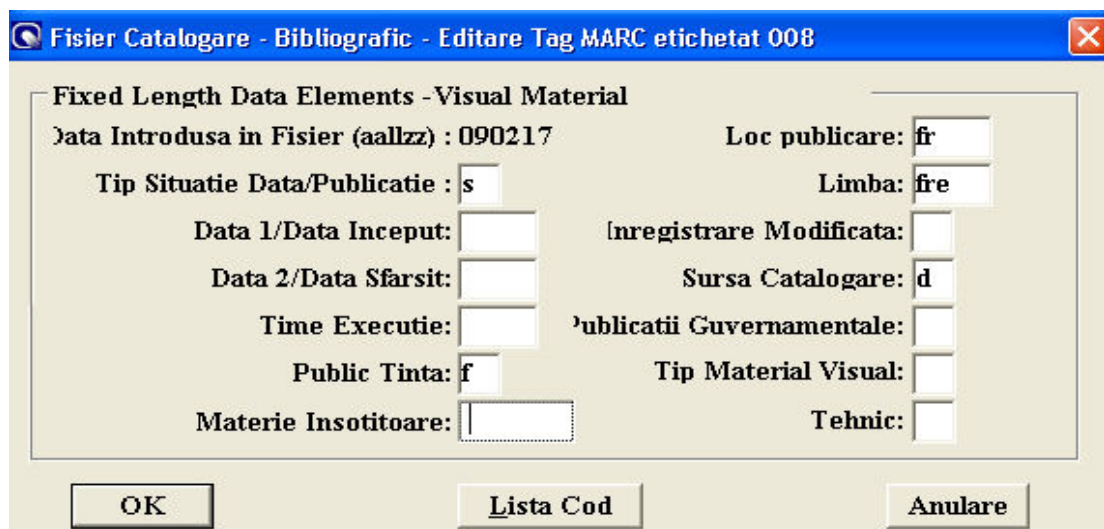 Fisier Catalogare - Bibliografic - Editare Tag MARC etichetat 008
Fixed Length Data Elements -Visual Material
Data Introdusa in Fisier (aallzz) : 090217
Loc publicare: fr
Tip Situatie Data/Publicatie : s
Limba: fre
Data 1/Data Inceput:
Inregistrare Modificata:
Data 2/Data Sfarsit:
Sursa Catalogare: d
Time Executie:
Publicatii Guvernamentale:
Public Tinta: f
Tip Material Visual:
Materie Insotitoare:
Tehnic:
OK
Lista Cod
Anulare